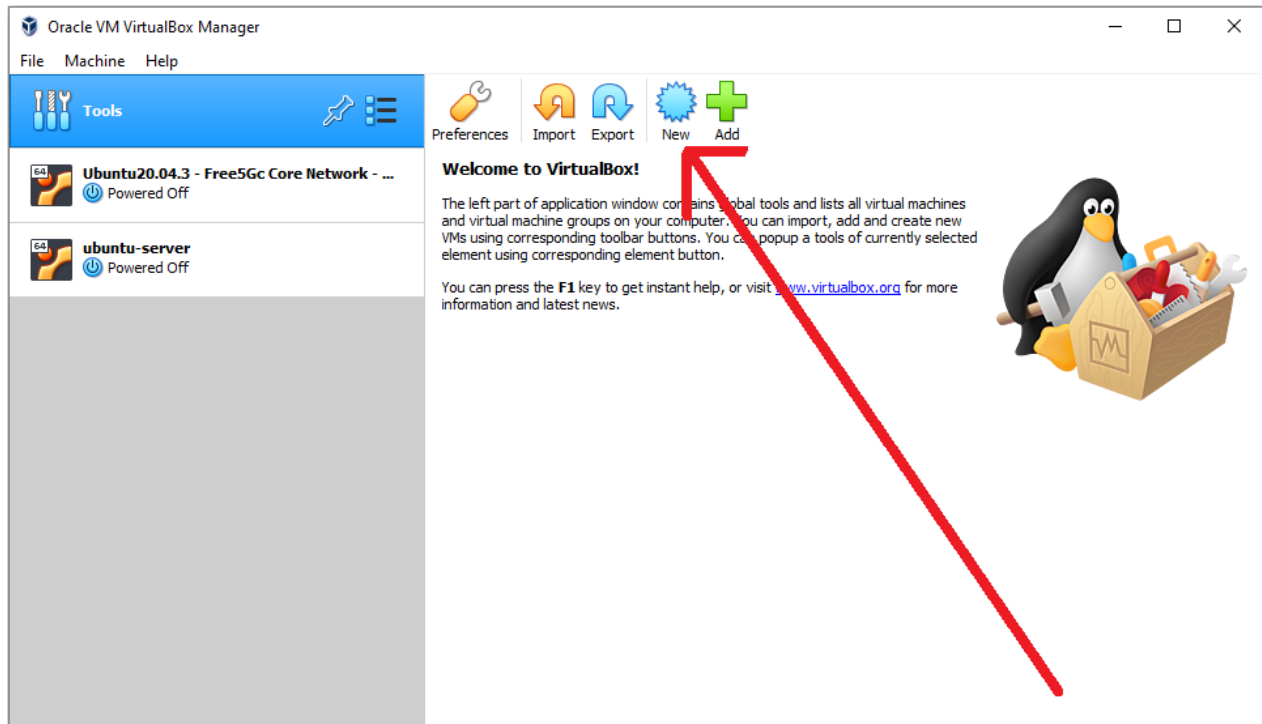 Oracle VM VirtualBox Manager
File Machine Help
Tools
Preferences Import Export New Add
64 Ubuntu20.04.3 - Free5Gc Core Network - ...
Powered Off
64 ubuntu-server
Powered Off
Welcome to VirtualBox!
The left part of application window contains global tools and lists all virtual machines
and virtual machine groups on your computer. You can import, add and create new
VMs using corresponding toolbar buttons. You can popup a tools of currently selected
element using corresponding element button.
You can press the F1 key to get instant help, or visit www.virtualbox.org for more
information and latest news.